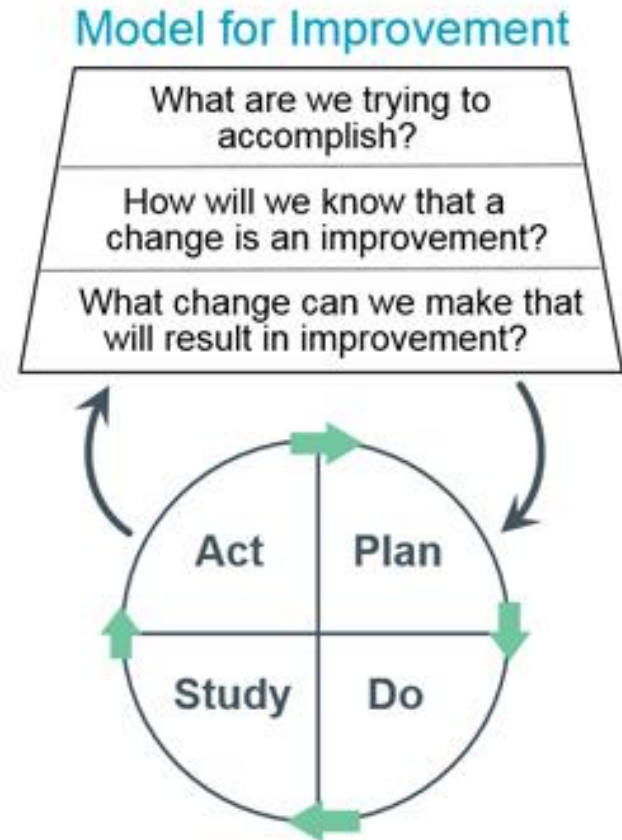 Model for Improvement
What are we trying to
accomplish?
How will we know that a
change is an improvement?
What change can we make that
will result in improvement?
Act
Plan
Study
Do